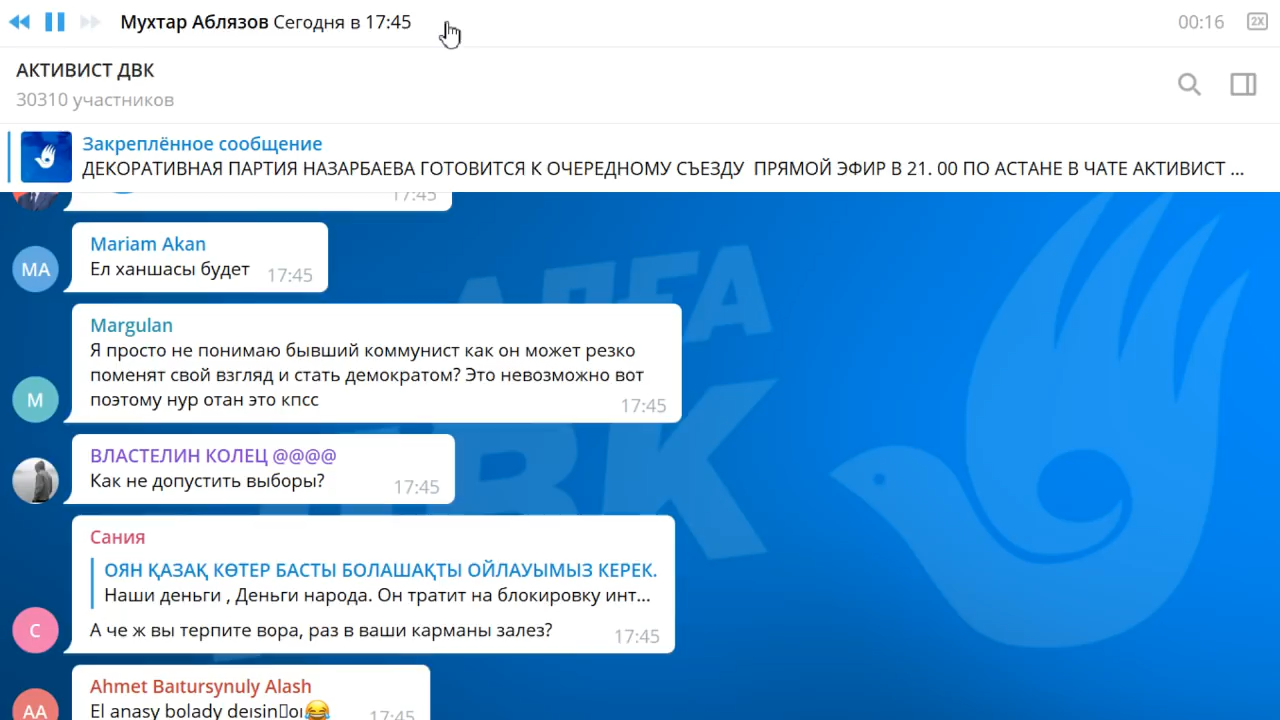 Мухтар Аблязов Сегодня в 17:45
00:16
2X
АКТИВИСТ ДВК
30310 участников
Закреплённое сообщение
ДЕКОРАТИВНАЯ ПАРТИЯ НАЗАРБАЕВА ГОТОВИТСЯ К ОЧЕРЕДНОМУ СЪЕЗДУ ПРЯМОЙ ЭФИР В 21. 00 ПО АСТАНЕ В ЧАТЕ АКТИВИСТ ...
17:45
MA
Mariam Akan
Ел ханшасы будет
17:45
АЛҒА
ДВК
M
Margulan
Я просто не понимаю бывший коммунист как он может резко
поменят свой взгляд и стать демократом? Это невозможно вот
поэтому нур отан это кпсс
17:45
ВЛАСТЕЛИН КОЛЕЦ @@@@
Как не допустить выборы?
17:45
С
Сания
ОЯН ҚАЗАҚ КӨТЕР БАСТЫ БОЛАШАҚТЫ ОЙЛАУЫМЫЗ КЕРЕК.
Наши деньги , Деньги народа. Он тратит на блокировку инт...
А че ж вы терпите вора, раз в ваши карманы залез?
17:45
AA
Ahmet Baıtursynuly Alash
El anasy bolady deısin▯oı😂
17:45